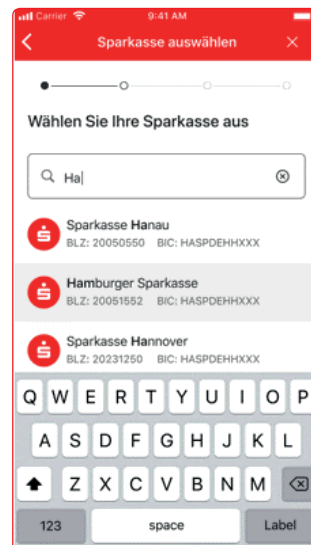 Carrier 9:41 AM
Sparkasse auswählen
Wählen Sie Ihre Sparkasse aus
Ha
Sparkasse Hanau
BLZ: 20050550 BIC: HASPDEHHXXX
Hamburger Sparkasse
BLZ: 20051552 BIC: HASPDEHHXXX
Sparkasse Hannover
BLZ: 20231250 BIC: HASPDEHHXXX
Q W E R T Y U I O P
A S D F G H J K L
Z X C V B N M
123 space Label